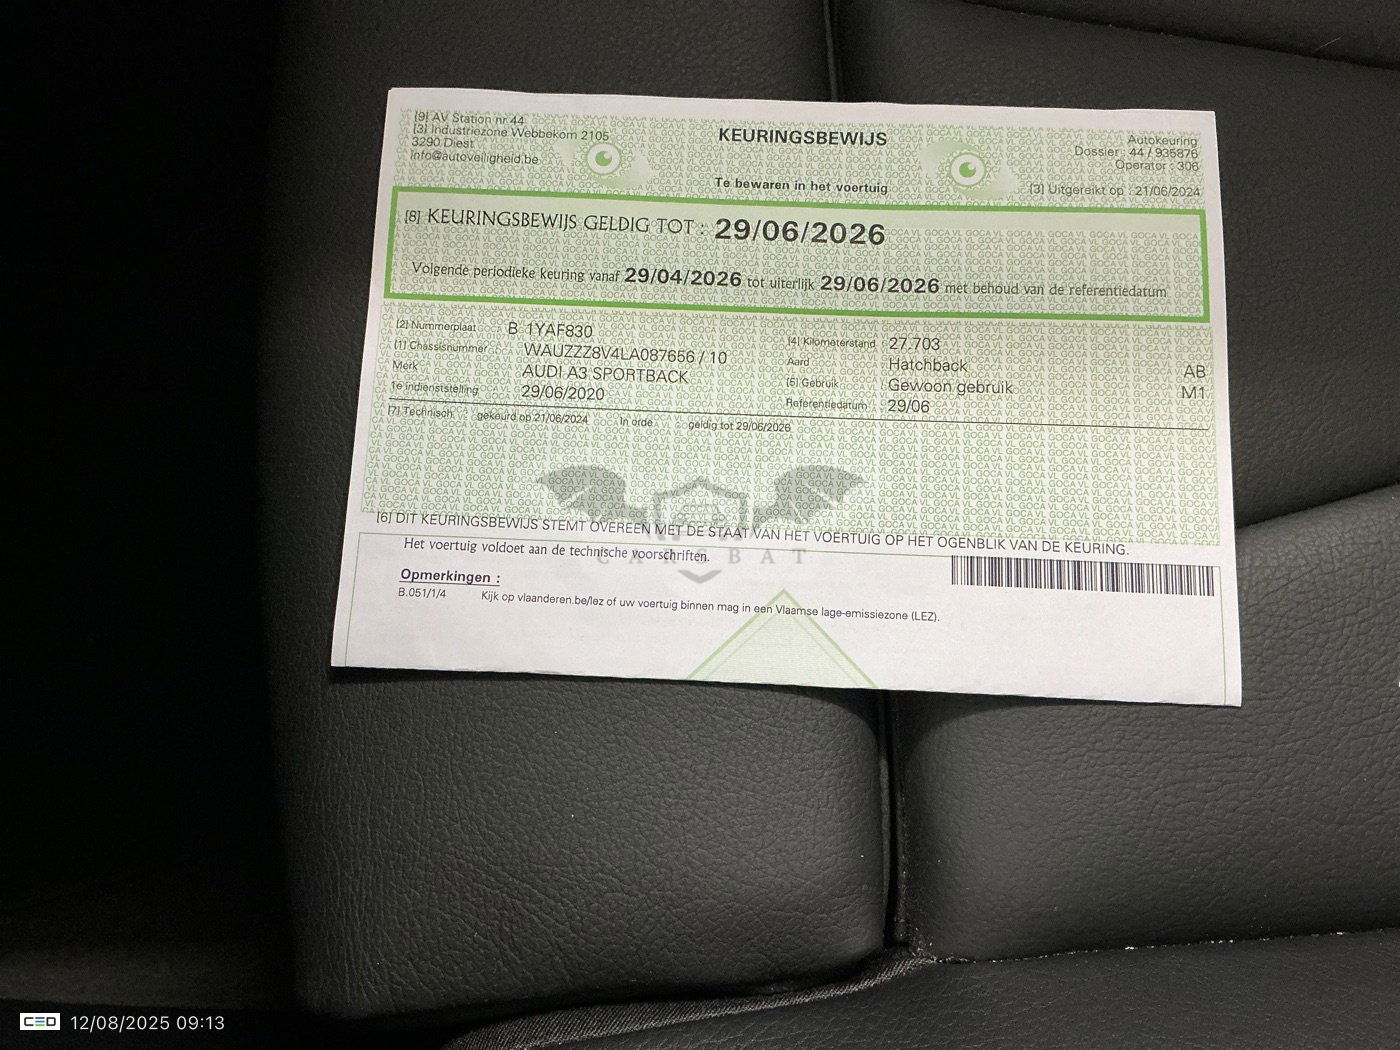 [9] AV Station nr 44
[3] Industriezone Webbekom 2105
3290 Diest
info@autoveiligheid.be
KEURINGSBEWIJS
Te bewaren in het voertuig
Autokeuring
Dossier : 44 / 935876
Operator : 306
[3] Uitgereikt op : 21/06/2024
[8] KEURINGSBEWIJS GELDIG TOT : 29/06/2026
Volgende periodieke keuring vanaf 29/04/2026 tot uiterlijk 29/06/2026 met behoud van de referentiedatum
[2] Nummerplaat B 1YAF830
[1] Chassisnummer WAUZZZ8V4LA087656 / 10
Merk AUDI A3 SPORTBACK
1e indienststelling 29/06/2020
[4] Kilometerstand 27.703
Aard Hatchback AB
[5] Gebruik Gewoon gebruik M1
Referentiedatum 29/06
[7] Technisch gekeurd op 21/06/2024 In orde geldig tot 29/06/2026
[6] DIT KEURINGSBEWIJS STEMT OVEREEN MET DE STAAT VAN HET VOERTUIG OP HET OGENBLIK VAN DE KEURING.
Het voertuig voldoet aan de technische voorschriften.
CARSBAT
Opmerkingen :
B.051/1/4 Kijk op vlaanderen.be/lez of uw voertuig binnen mag in een Vlaamse lage-emissiezone (LEZ).
CED 12/08/2025 09:13